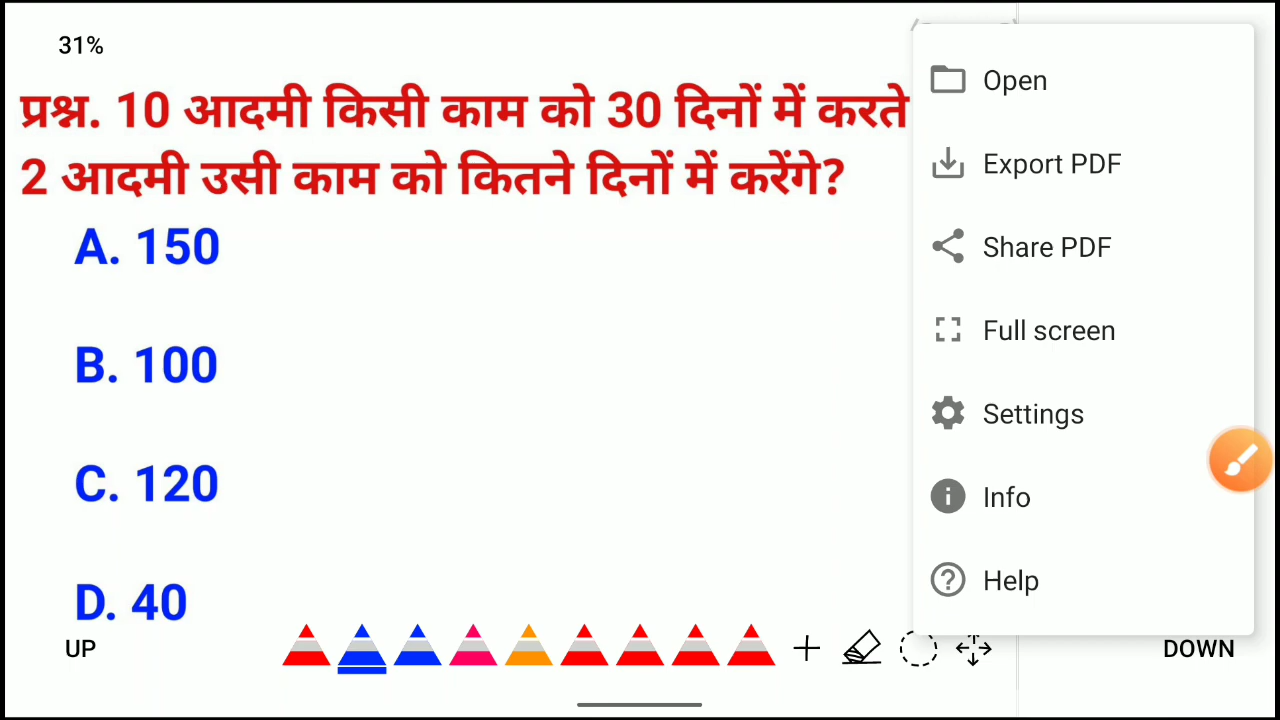 31%
प्रश्न. 10 आदमी किसी काम को 30 दिनों में करते
2 आदमी उसी काम को कितने दिनों में करेंगे?
A. 150
B. 100
C. 120
D. 40
UP
DOWN
Open
Export PDF
Share PDF
Full screen
Settings
Info
Help